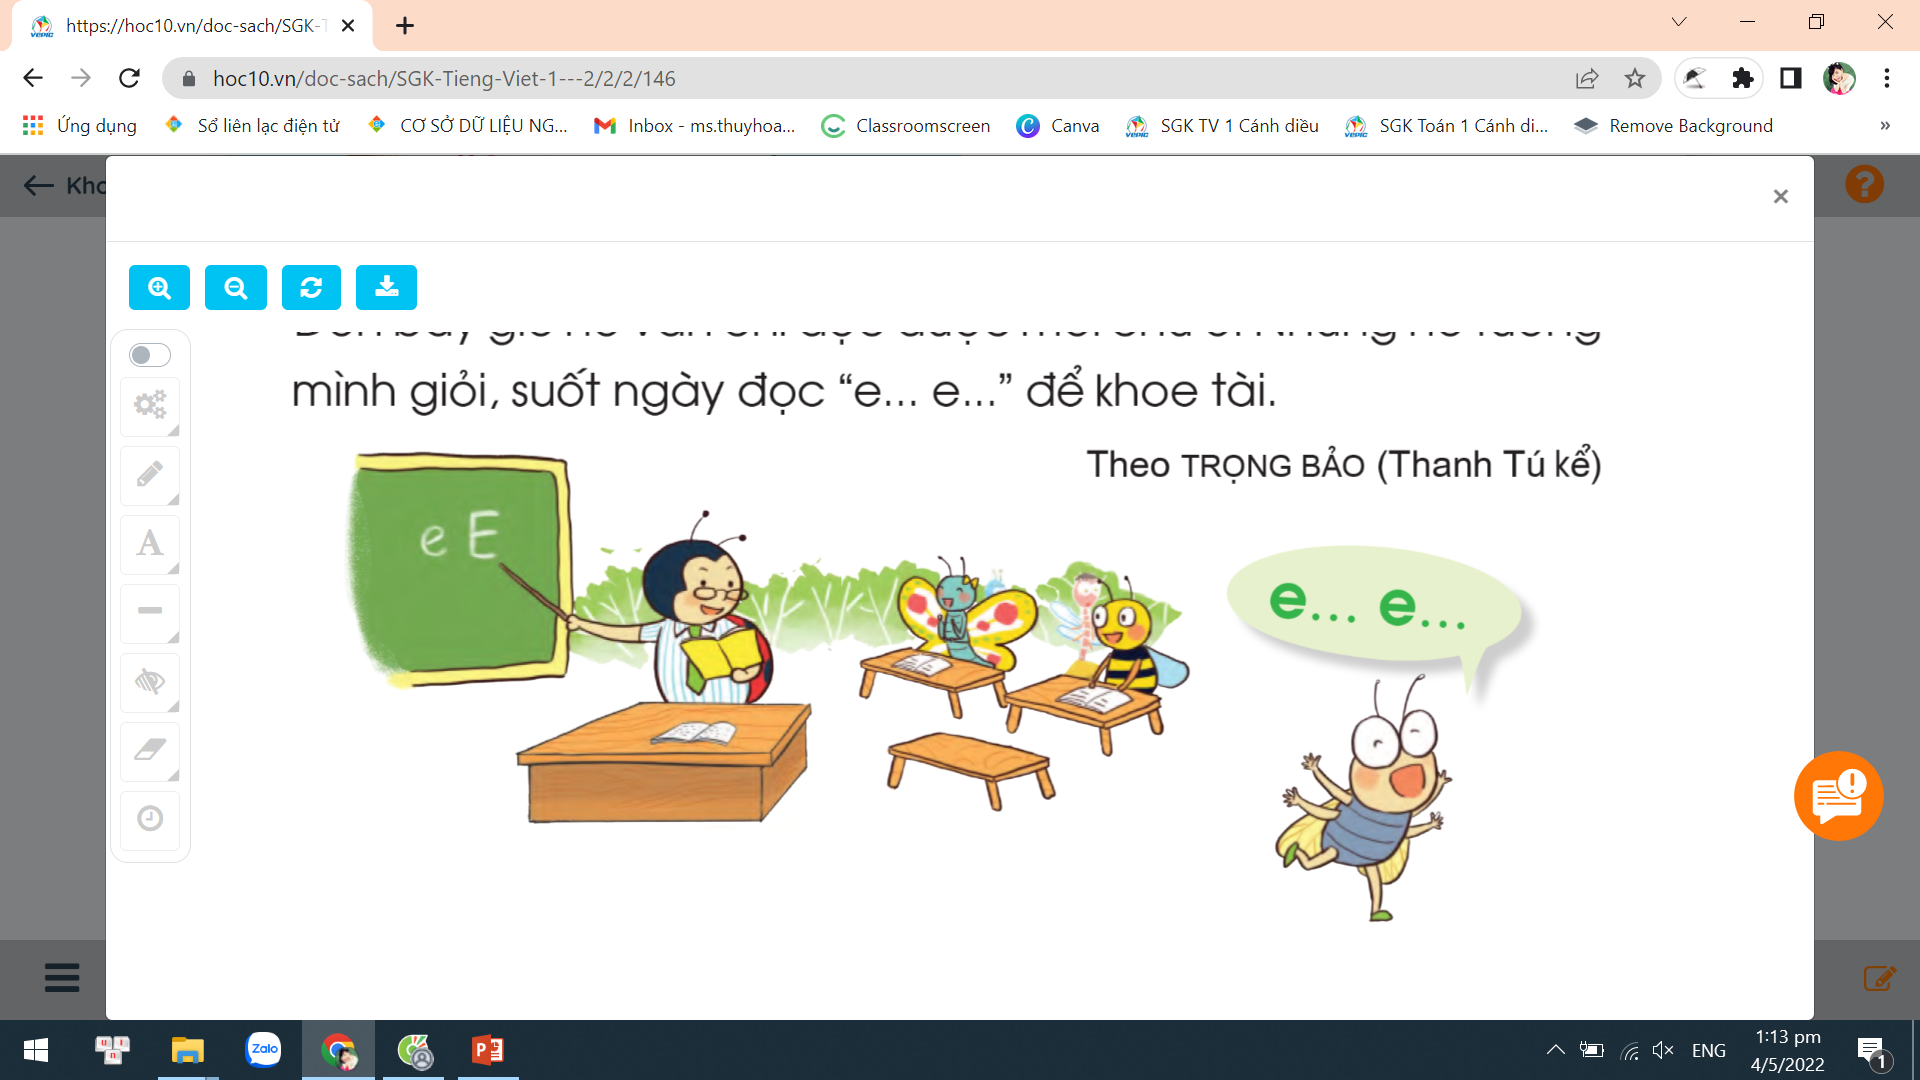 https://hoc10.vn/doc-sach/SGK-T
hoc10.vn/doc-sach/SGK-Tieng-Viet-1---2/2/2/146
Ứng dụng
Sổ liên lạc điện tử
CƠ SỞ DỮ LIỆU NG...
Inbox - ms.thuyhoa...
Classroomscreen
Canva
SGK TV 1 Cánh diều
SGK Toán 1 Cánh di...
Remove Background
»
Kho
mình giỏi, suốt ngày đọc “e... e...” để khoe tài.
Theo TRỌNG BẢO (Thanh Tú kể)
e E
e... e...
A
Zalo
ENG
1:13 pm
4/5/2022
1